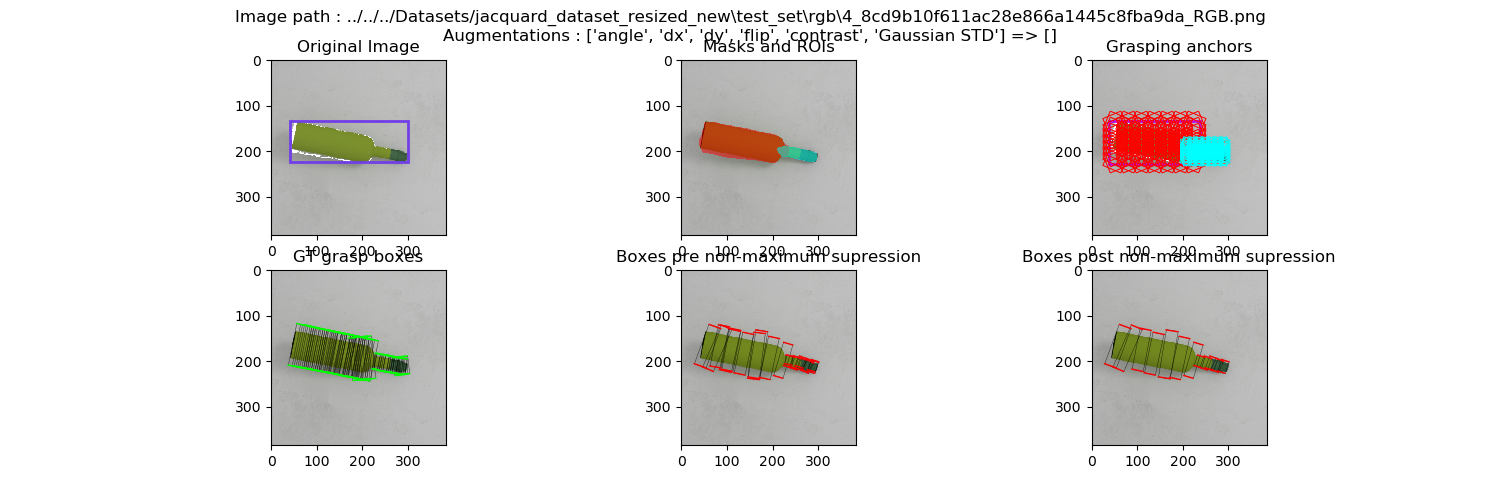 Image path : ../../../Datasets/jacquard_dataset_resized_new\test_set\rgb\4_8cd9b10f611ac28e866a1445c8fba9da_RGB.png
Augmentations : ['angle', 'dx', 'dy', 'flip', 'contrast', 'Gaussian STD'] => []
Original Image
Masks and ROIs
Grasping anchors
0
100
200
300
0
100
200
300
0
100
200
300
0 100 200 300
0 100 200 300
0 100 200 300
GT grasp boxes
Boxes pre non-maximum supression
Boxes post non-maximum supression
0
100
200
300
0
100
200
300
0
100
200
300
0 100 200 300
0 100 200 300
0 100 200 300